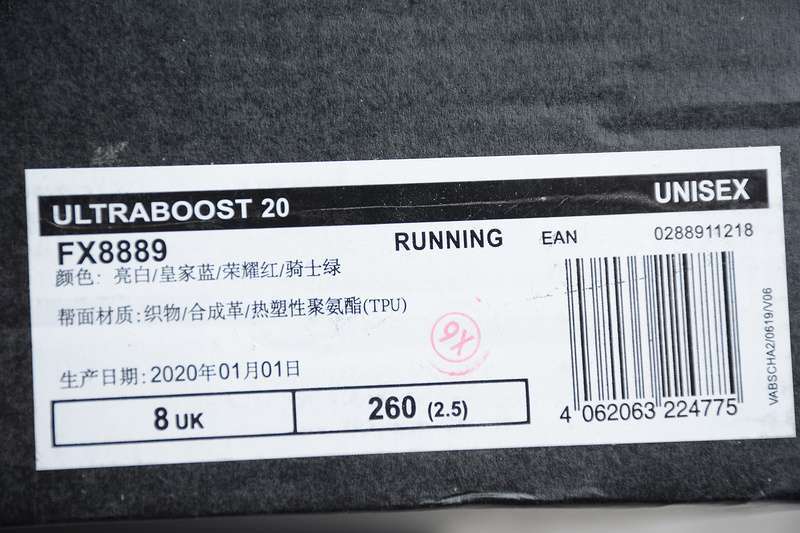 ULTRABOOST 20
UNISEX
FX8889
RUNNING
EAN
0288911218
颜色: 亮白/皇家蓝/荣耀红/骑士绿
帮面材质:织物/合成革/热塑性聚氨酯(TPU)
生产日期:2020年01月01日
8 UK
260 (2.5)
4 062063 224775
VABSCHA2/0619/V06